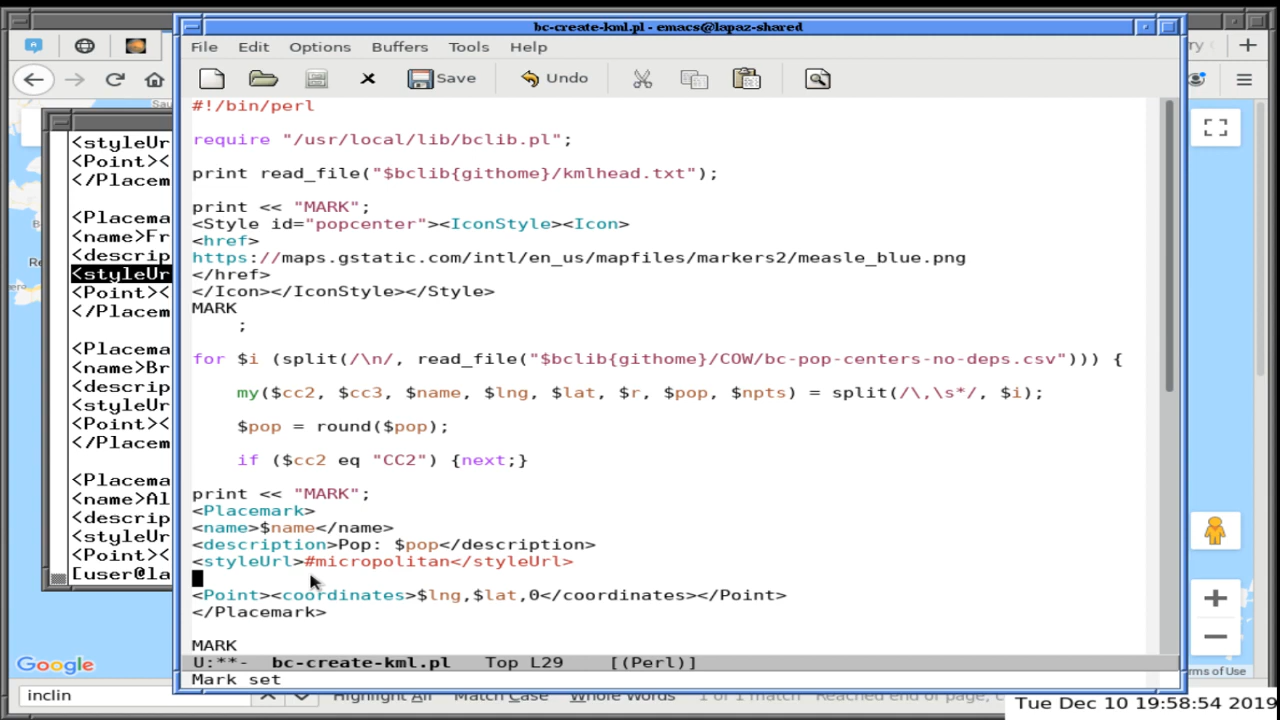 bc-create-kml.pl - emacs@lapaz-shared
File Edit Options Buffers Tools Help
Save Undo
#!/bin/perl
require "/usr/local/lib/bclib.pl";
print read_file("$bclib{githome}/kmlhead.txt");
print << "MARK";
<Style id="popcenter"><IconStyle><Icon>
<href>
https://maps.gstatic.com/intl/en_us/mapfiles/markers2/measle_blue.png
</href>
</Icon></IconStyle></Style>
MARK
;
for $i (split(/\n/, read_file("$bclib{githome}/COW/bc-pop-centers-no-deps.csv"))) {
my($cc2, $cc3, $name, $lng, $lat, $r, $pop, $npts) = split(/\,\s*/, $i);
$pop = round($pop);
if ($cc2 eq "CC2") {next;}
print << "MARK";
<Placemark>
<name>$name</name>
<description>Pop: $pop</description>
<styleUrl>#micropolitan</styleUrl>
<Point><coordinates>$lng,$lat,0</coordinates></Point>
</Placemark>
MARK
U:**- bc-create-kml.pl Top L29 [(Perl)]
Mark set
<styleUr
<Point><
</Placem
<Placema
<name>Fr
<descrip
<styleUr
<Point><
</Placem
<Placema
<name>Br
<descrip
<styleUr
<Point><
</Placem
<Placema
<name>Al
<descrip
<styleUr
<Point><
[user@la
Google
rms of Use
inclin
Highlight All Match Case Whole Words 1 of 1 match Reached end of page, c
Tue Dec 10 19:58:54 2019